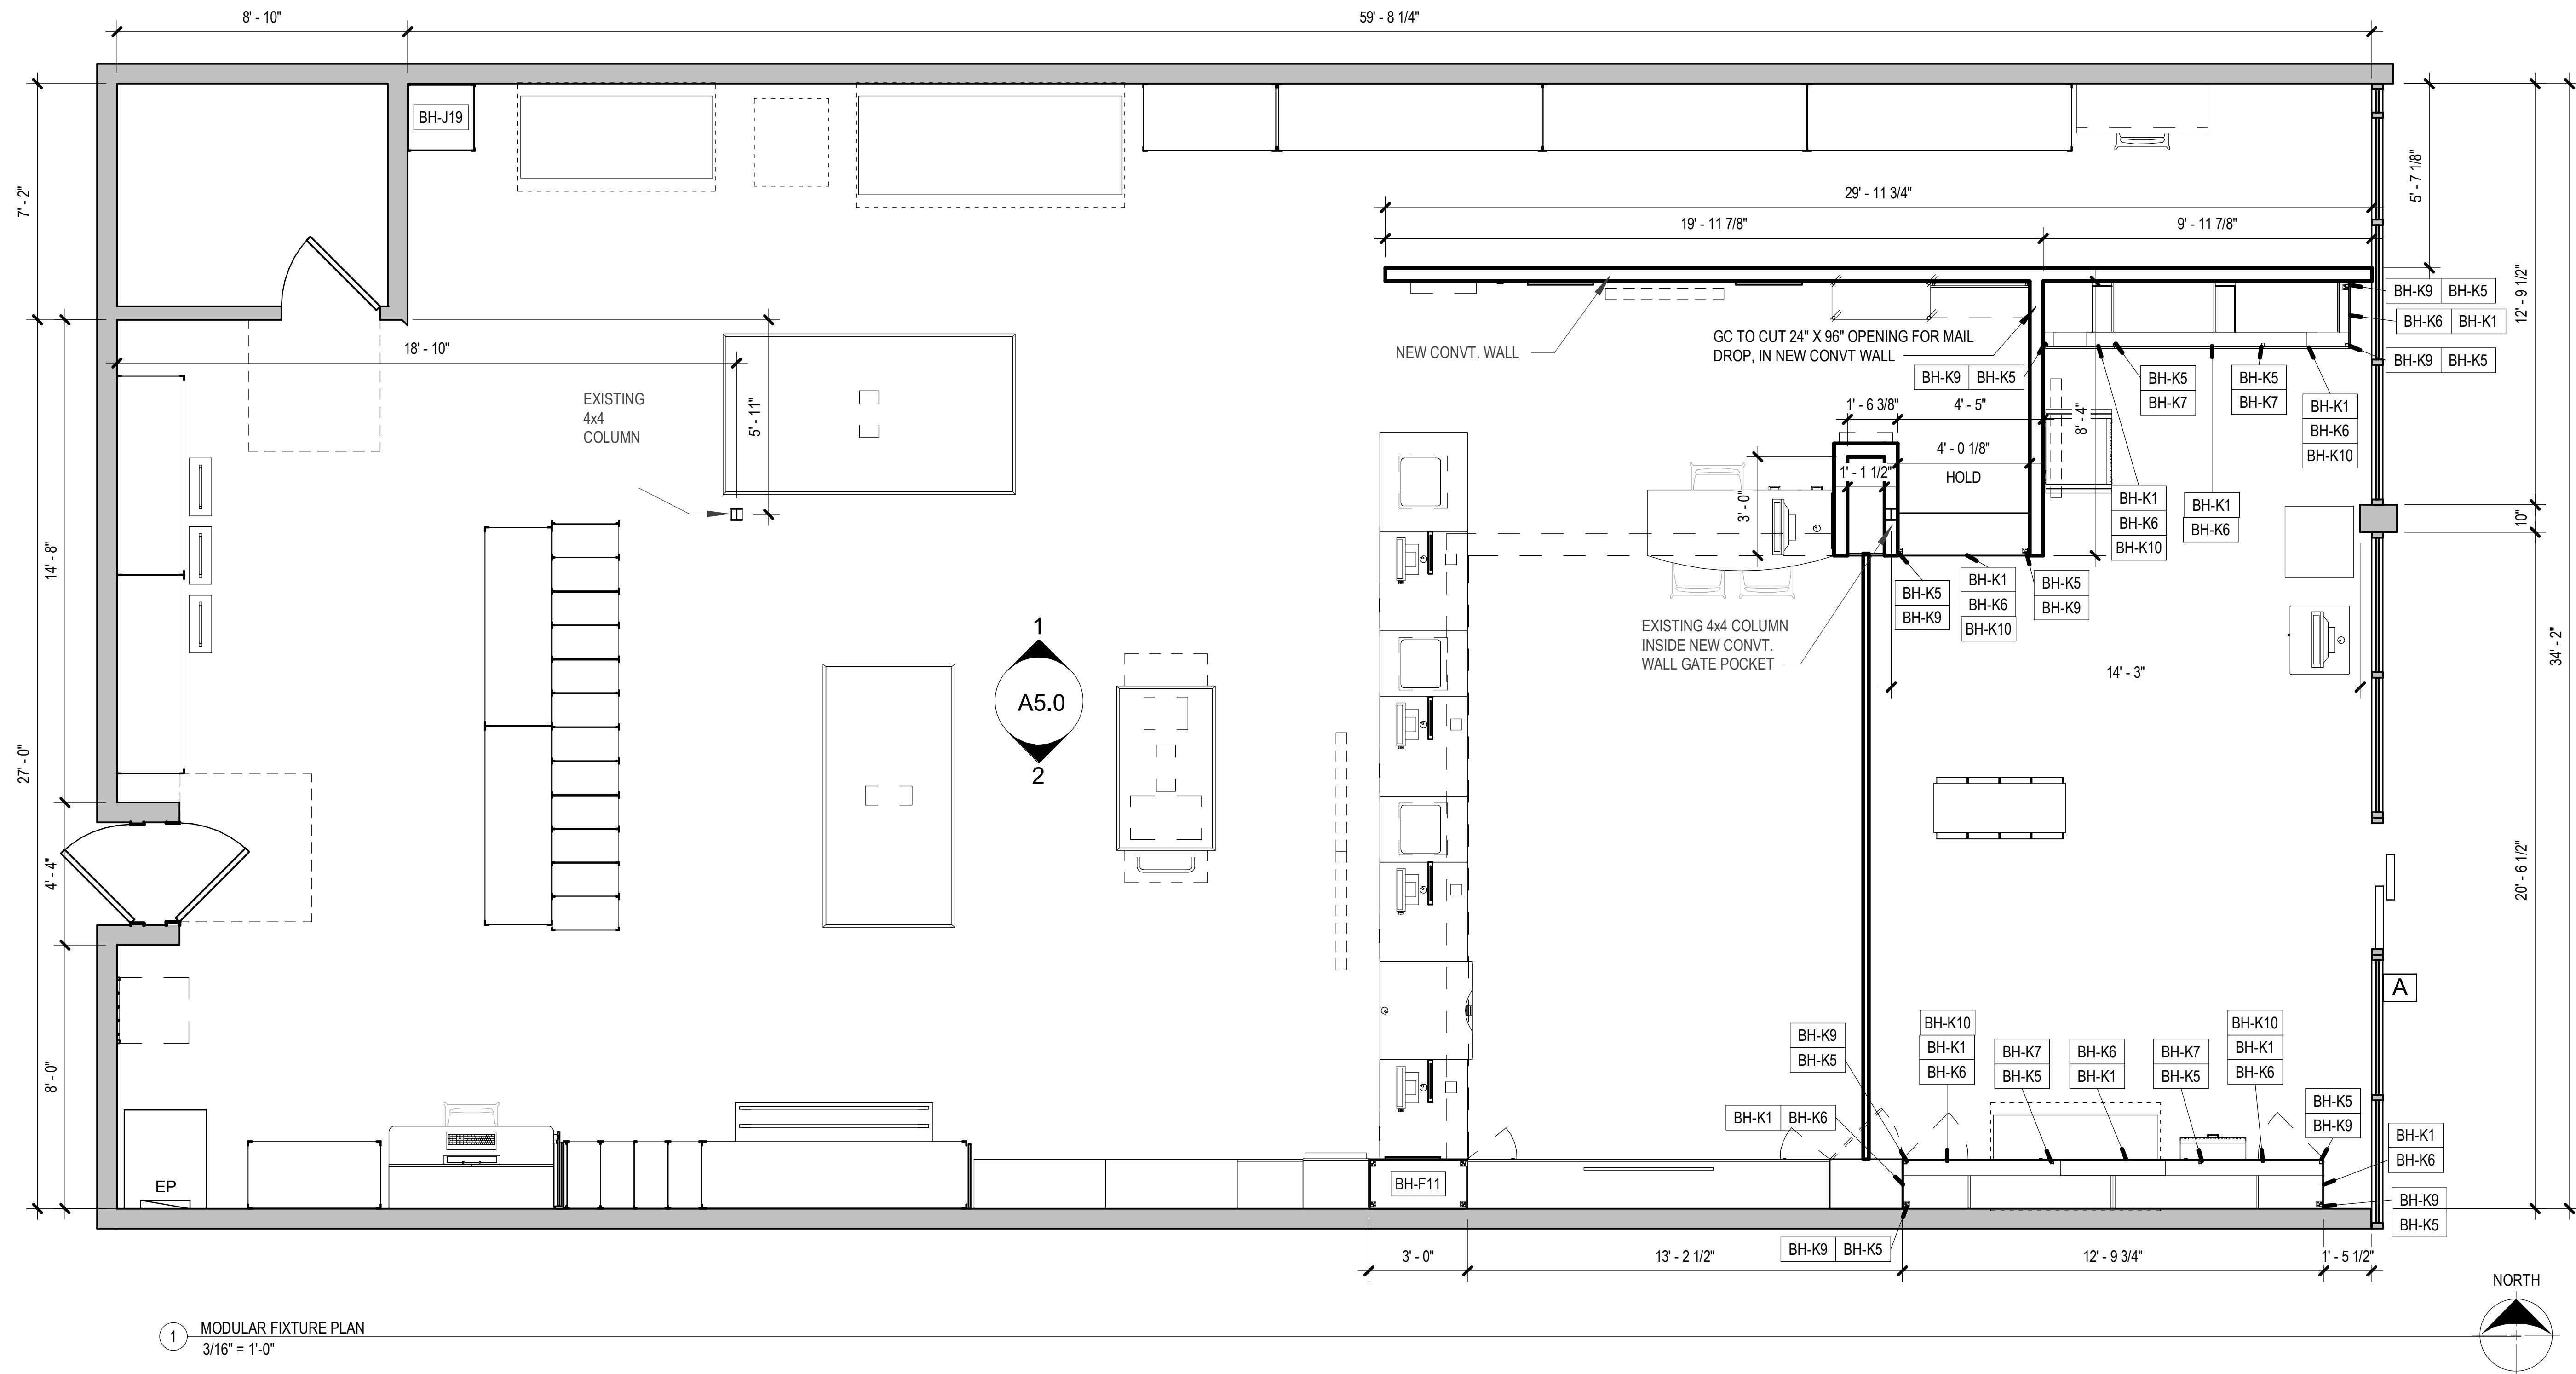 8' - 10"
59' - 8 1/4"
BH-J19
7' - 2"
5' - 7 1/8"
29' - 11 3/4"
19' - 11 7/8"
9' - 11 7/8"
12' - 9 1/2"
BH-K9 BH-K5
BH-K6 BH-K1
BH-K9 BH-K5
18' - 10"
NEW CONVT. WALL
GC TO CUT 24" X 96" OPENING FOR MAIL
DROP, IN NEW CONVT WALL
BH-K9 BH-K5
BH-K5
BH-K7
BH-K5
BH-K7
BH-K1
BH-K6
BH-K10
EXISTING
4x4
COLUMN
5' - 11"
1' - 6 3/8"
4' - 5"
8' - 4"
4' - 0 1/8"
1' - 1 1/2"
HOLD
3' - 0"
BH-K1
BH-K6
BH-K10
BH-K1
BH-K6
10"
14' - 8"
BH-K5
BH-K9
BH-K1
BH-K6
BH-K10
BH-K5
BH-K9
EXISTING 4x4 COLUMN
INSIDE NEW CONVT.
WALL GATE POCKET
34' - 2"
14' - 3"
1
A5.0
2
27' - 0"
4' - 4"
20' - 6 1/2"
A
8' - 0"
BH-K9
BH-K5
BH-K10
BH-K1
BH-K6
BH-K7
BH-K5
BH-K6
BH-K1
BH-K7
BH-K5
BH-K10
BH-K1
BH-K6
BH-K5
BH-K9
BH-K1 BH-K6
BH-K1
BH-K6
EP
BH-F11
BH-K9
BH-K5
BH-K9 BH-K5
3' - 0"
13' - 2 1/2"
12' - 9 3/4"
1' - 5 1/2"
NORTH
1
MODULAR FIXTURE PLAN
3/16" = 1'-0"